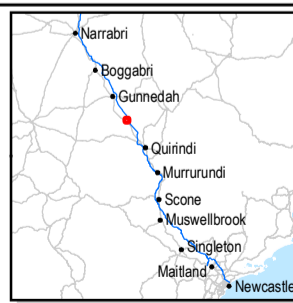 Narrabri
Boggabri
Gunnedah
Quirindi
Murrurundi
Scone
Muswellbrook
Singleton
Maitland
Newcastle